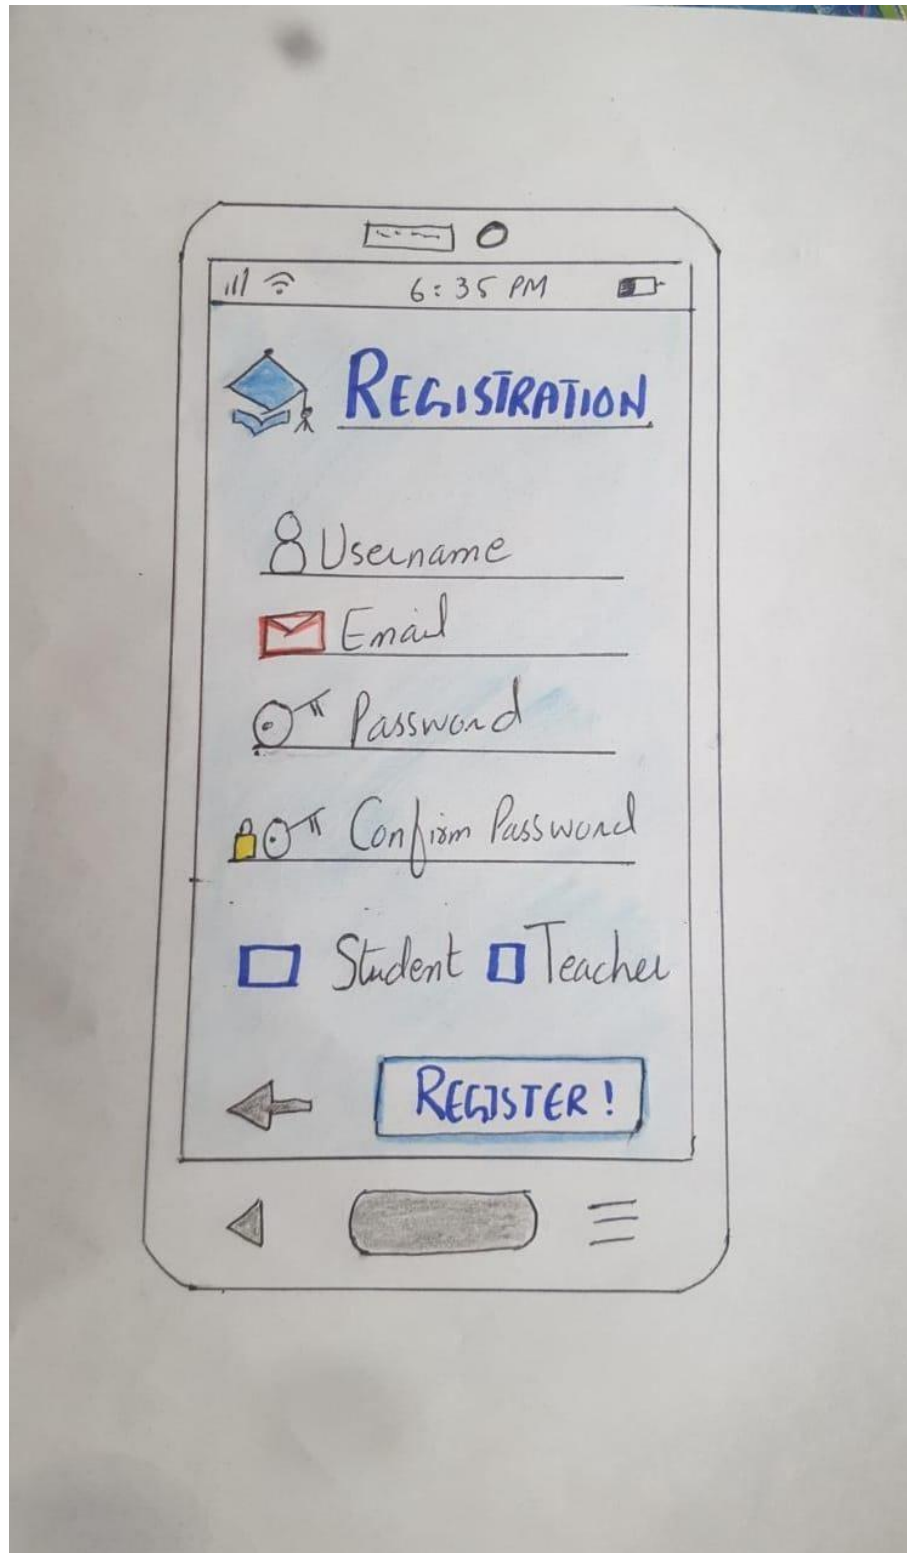 6:35 PM
REGISTRATION
Username
Email
Password
Confirm Password
Student Teacher
REGISTER!